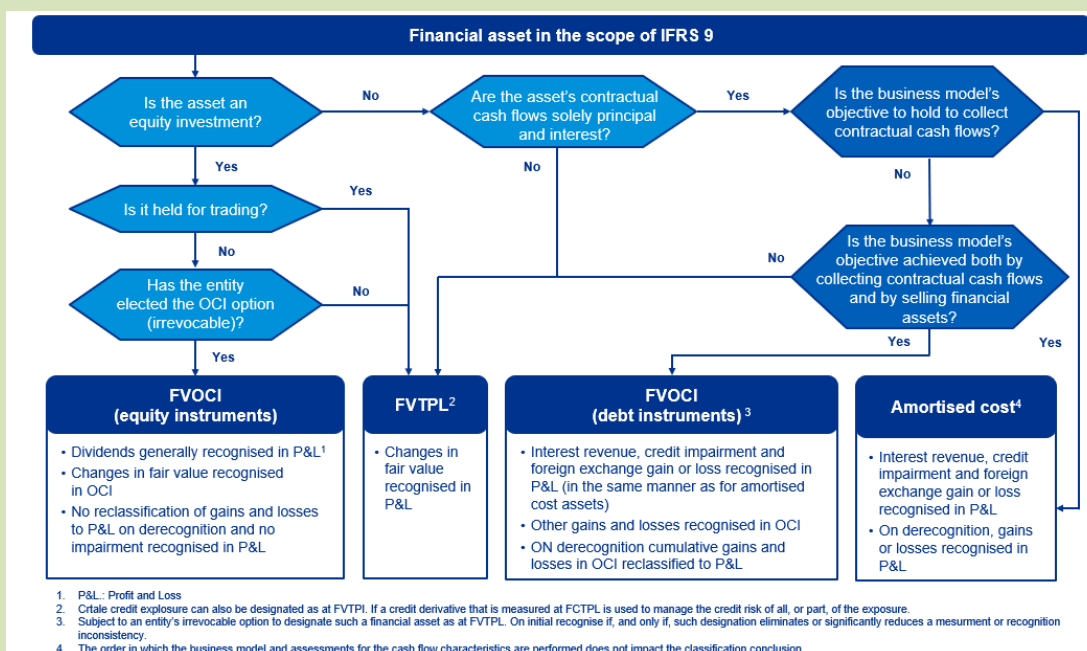 Financial asset in the scope of IFRS 9
Is the asset an
equity investment?
No
Are the asset's contractual
cash flows solely principal
and interest?
Yes
Is the business model's
objective to hold to collect
contractual cash flows?
Yes
No
No
Is it held for trading?
Yes
No
Is the business model's
objective achieved both by
collecting contractual cash flows
and by selling financial
assets?
No
Has the entity
elected the OCI option
(irrevocable)?
No
Yes
Yes
Yes
FVOCI
(equity instruments)
• Dividends generally recognised in P&L1
• Changes in fair value recognised
in OCI
• No reclassification of gains and losses
to P&L on derecognition and no
impairment recognised in P&L
FVTPL2
• Changes in
fair value
recognised in
P&L
FVOCI
(debt instruments) 3
• Interest revenue, credit impairment and
foreign exchange gain or loss recognised in
P&L (in the same manner as for amortised
cost assets)
• Other gains and losses recognised in OCI
• ON derecognition cumulative gains and
losses in OCI reclassified to P&L
Amortised cost4
• Interest revenue, credit
impairment and foreign
exchange gain or loss
recognised in P&L
• On derecognition, gains
or losses recognised in
P&L
1. P&L.: Profit and Loss
2. Crtale credit explosure can also be designated as at FVTPI. If a credit derivative that is measured at FCTPL is used to manage the credit risk of all, or part, of the exposure.
3. Subject to an entity's irrevocable option to designate such a financial asset as at FVTPL. On initial recognise if, and only if, such designation eliminates or significantly reduces a mesurment or recognition
inconsistency.
4. The order in which the business model and assessments for the cash flow characteristics are performed does not impact the classification conclusion.